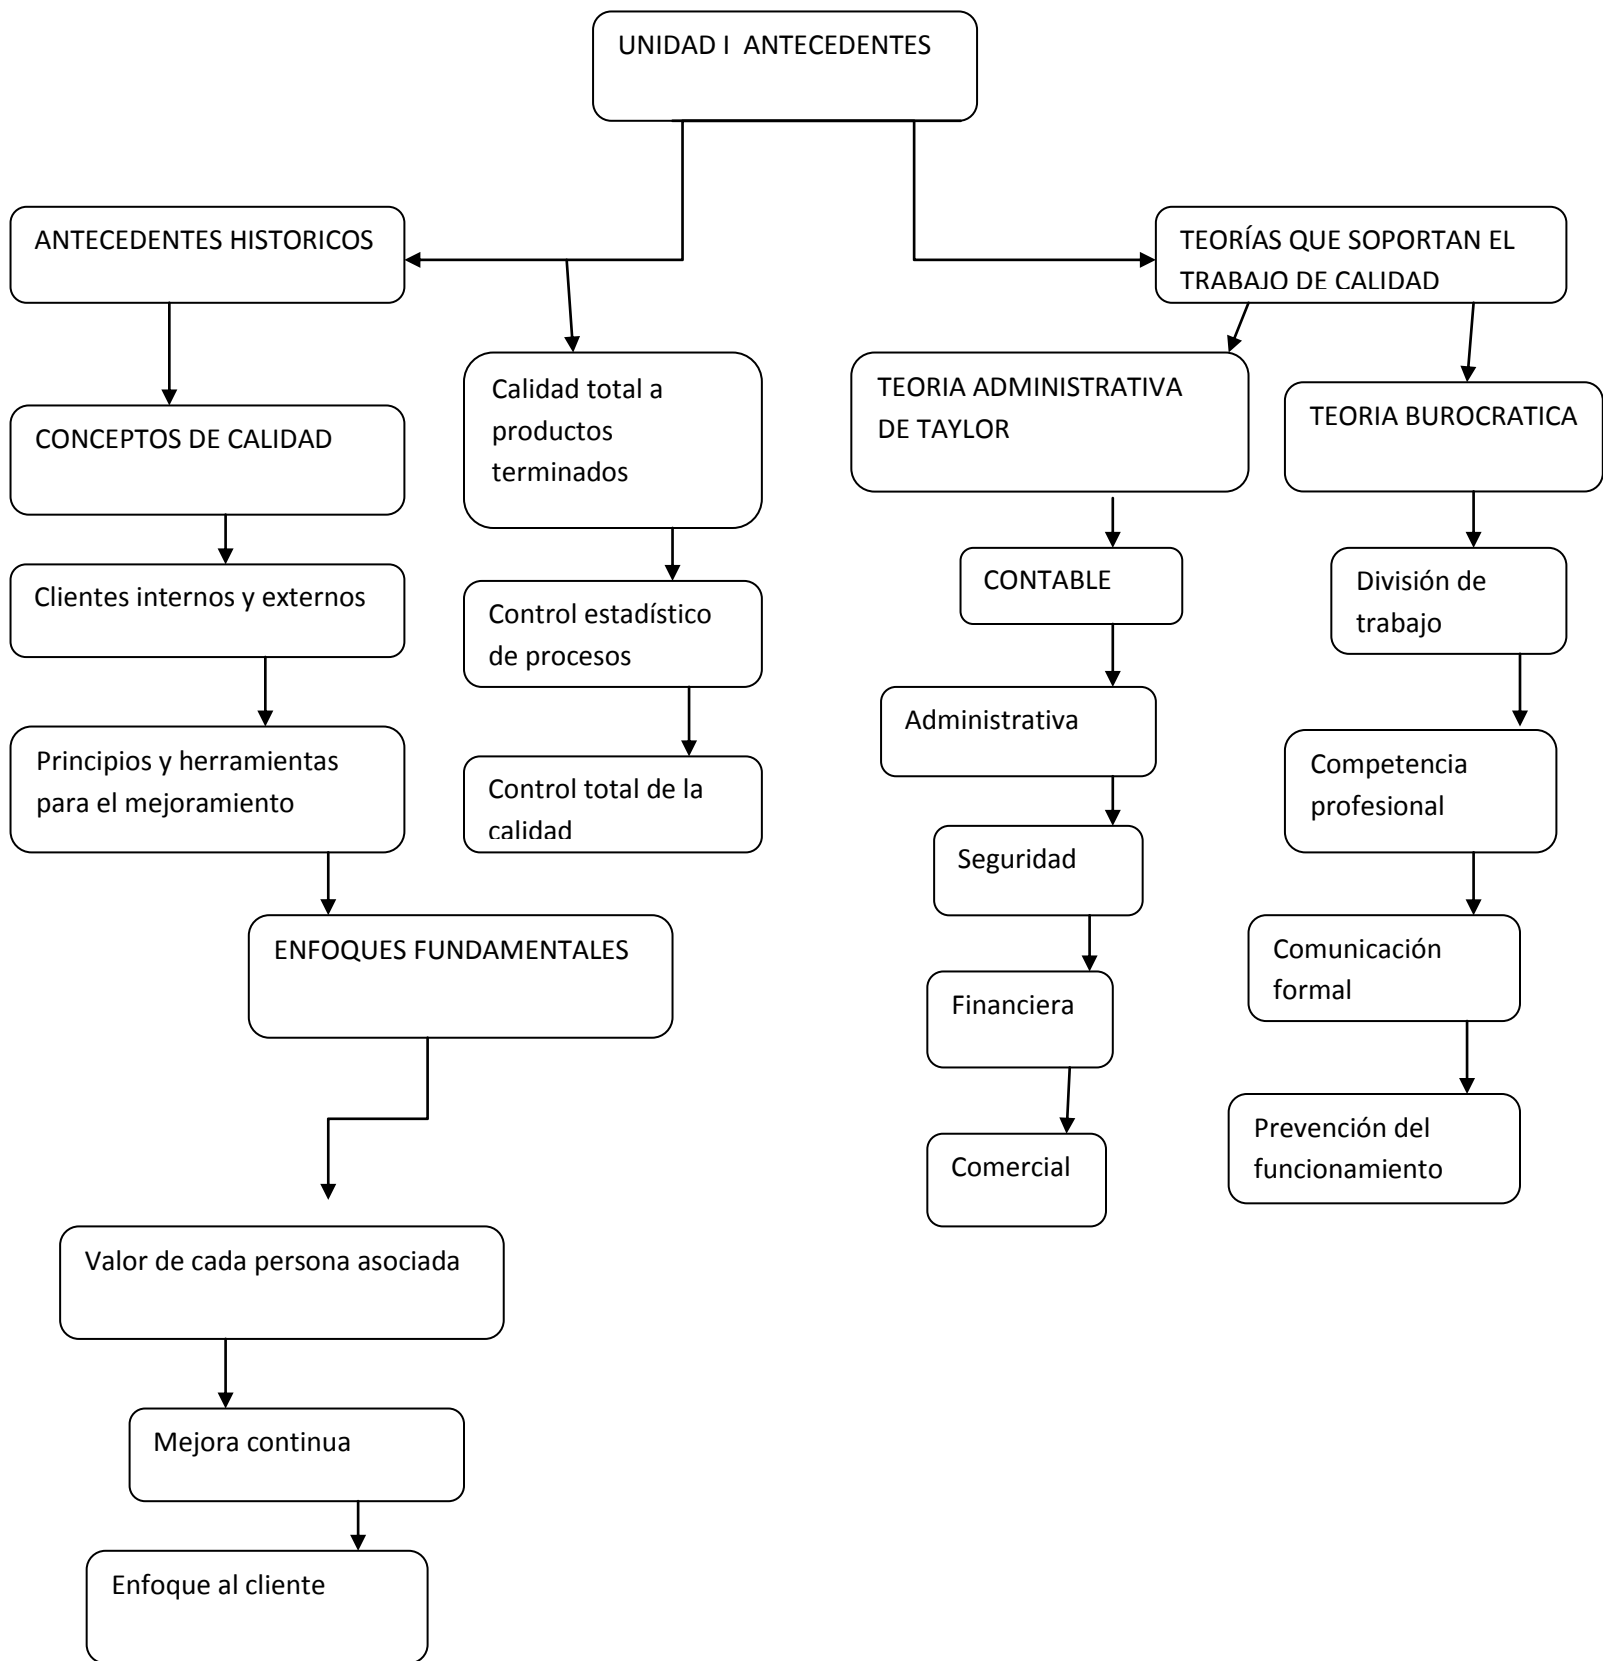 UNIDAD I  ANTECEDENTES
ANTECEDENTES HISTORICOS
TEORÍAS QUE SOPORTAN EL
TRABAJO DE CALIDAD
CONCEPTOS DE CALIDAD
Calidad total a
productos
terminados
TEORIA ADMINISTRATIVA
DE TAYLOR
TEORIA BUROCRATICA
Clientes internos y externos
Control estadístico
de procesos
CONTABLE
División de
trabajo
Principios y herramientas
para el mejoramiento
Control total de la
calidad
Administrativa
Competencia
profesional
Seguridad
ENFOQUES FUNDAMENTALES
Financiera
Comunicación
formal
Comercial
Prevención del
funcionamiento
Valor de cada persona asociada
Mejora continua
Enfoque al cliente